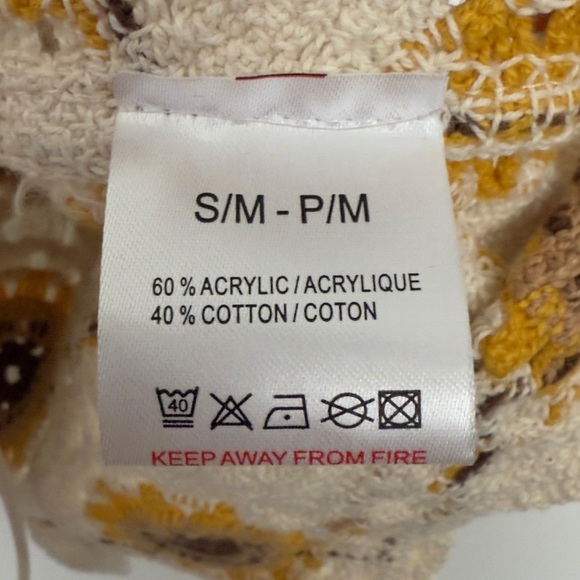 S/M - P/M
60 % ACRYLIC / ACRYLIQUE
40 % COTTON / COTON
40
KEEP AWAY FROM FIRE